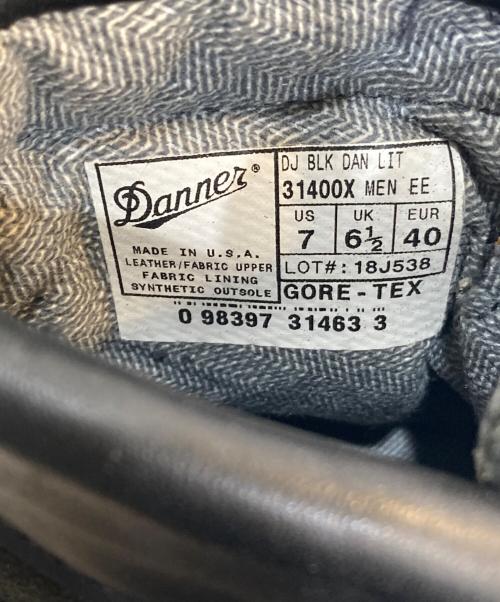 Danner®
MADE IN U.S.A.
LEATHER/FABRIC UPPER
FABRIC LINING
SYNTHETIC OUTSOLE
DJ BLK DAN LIT
31400X MEN EE
US UK EUR
7 6½ 40
LOT#: 18J538
GORE-TEX
0 98397 31463 3